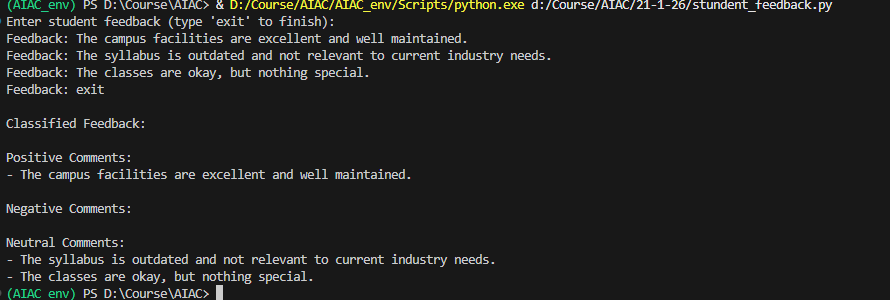 (AIAC_env) PS D:\Course\AIAC> & D:/Course/AIAC/AIAC_env/Scripts/python.exe d:/Course/AIAC/21-1-26/stundent_feedback.py
Enter student feedback (type 'exit' to finish):
Feedback: The campus facilities are excellent and well maintained.
Feedback: The syllabus is outdated and not relevant to current industry needs.
Feedback: The classes are okay, but nothing special.
Feedback: exit

Classified Feedback:

Positive Comments:
- The campus facilities are excellent and well maintained.

Negative Comments:

Neutral Comments:
- The syllabus is outdated and not relevant to current industry needs.
- The classes are okay, but nothing special.
(AIAC_env) PS D:\Course\AIAC>